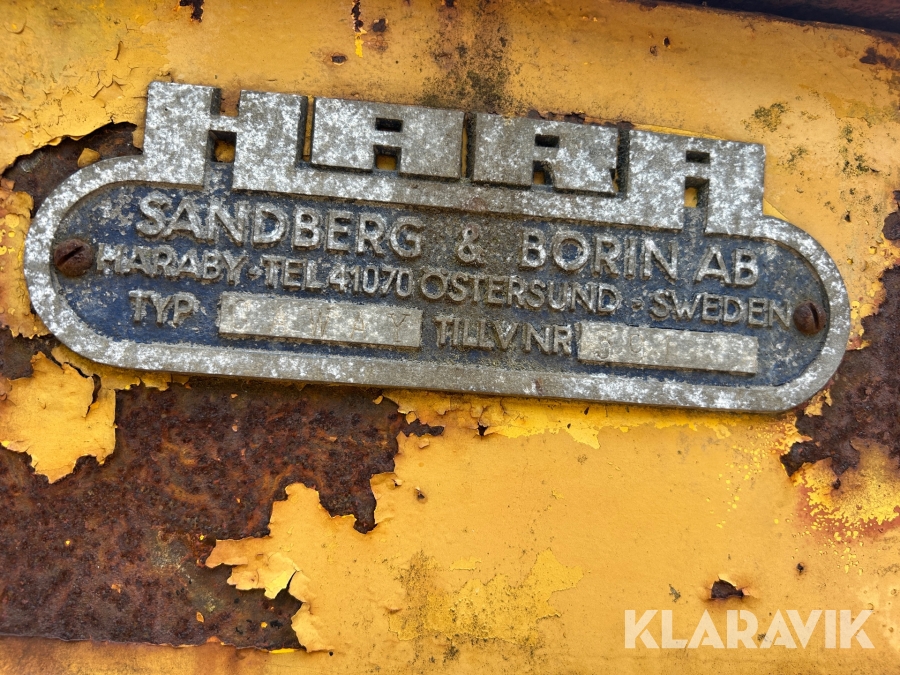 HARA
SANDBERG & BORIN AB
HARABY · TEL 41070 ÖSTERSUND · SWEDEN
TYP TILLV NR
KLARAVIK